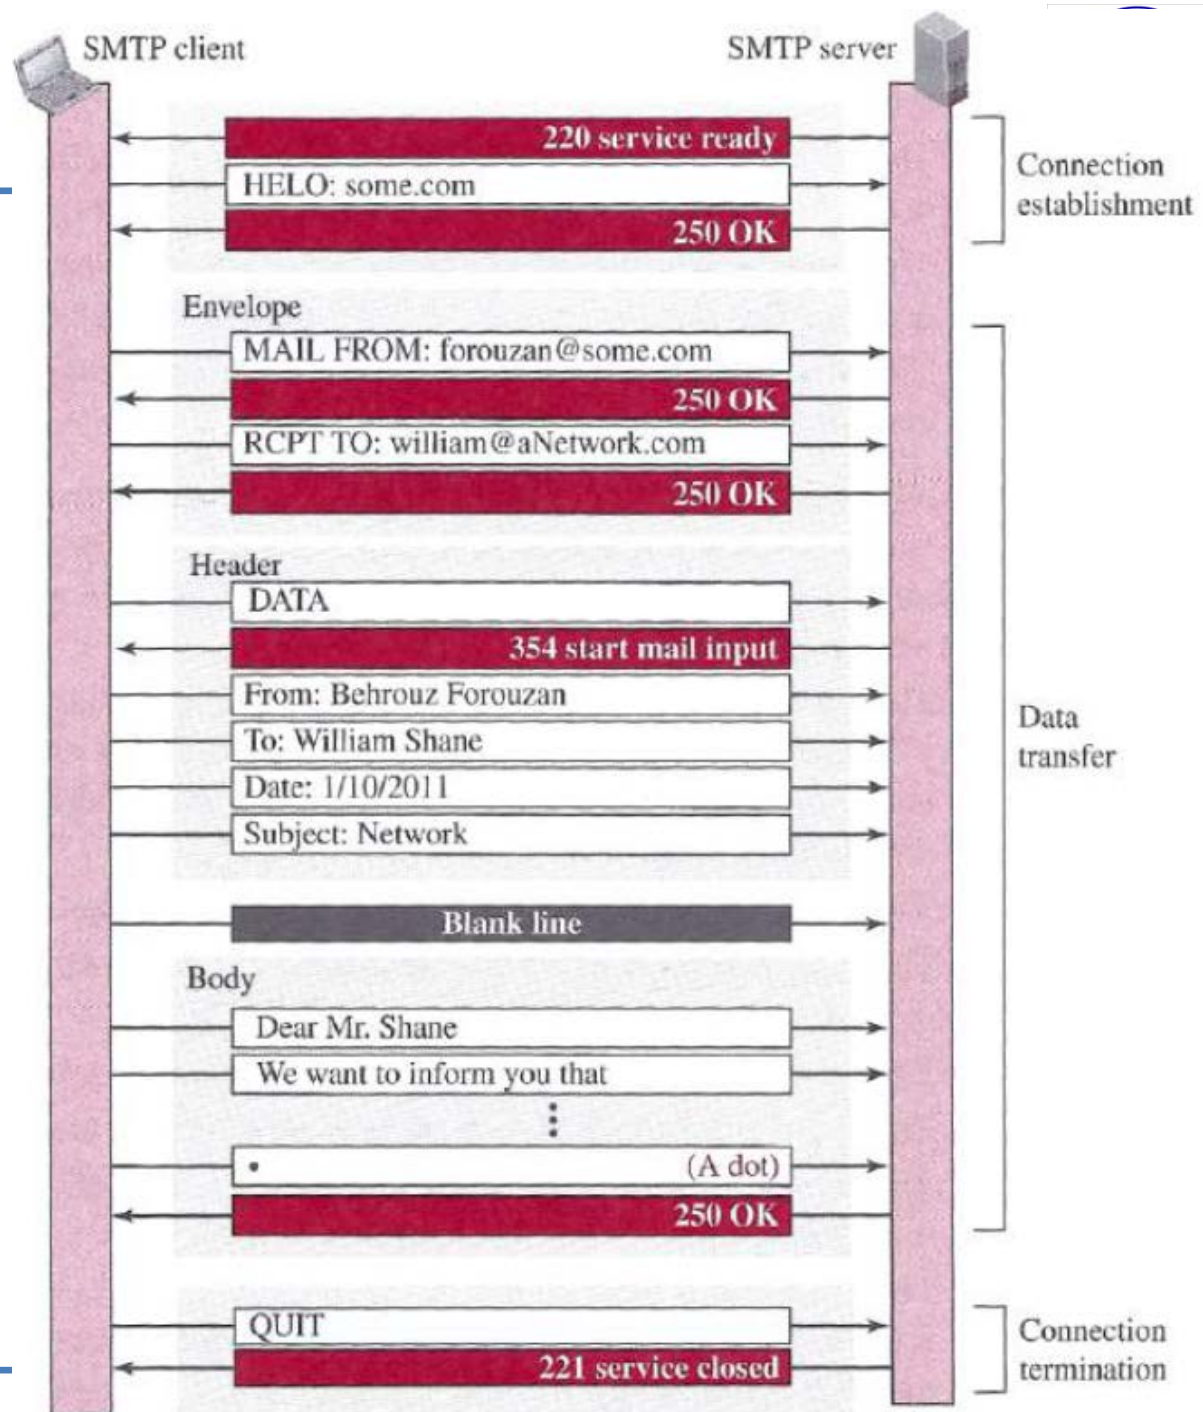 SMTP client
SMTP server
220 service ready
HELO: some.com
250 OK
Connection
establishment
Envelope
MAIL FROM: forouzan@some.com
250 OK
RCPT TO: william@aNetwork.com
250 OK
Header
DATA
354 start mail input
From: Behrouz Forouzan
To: William Shane
Date: 1/10/2011
Subject: Network
Data
transfer
Blank line
Body
Dear Mr. Shane
We want to inform you that
• (A dot)
250 OK
QUIT
221 service closed
Connection
termination